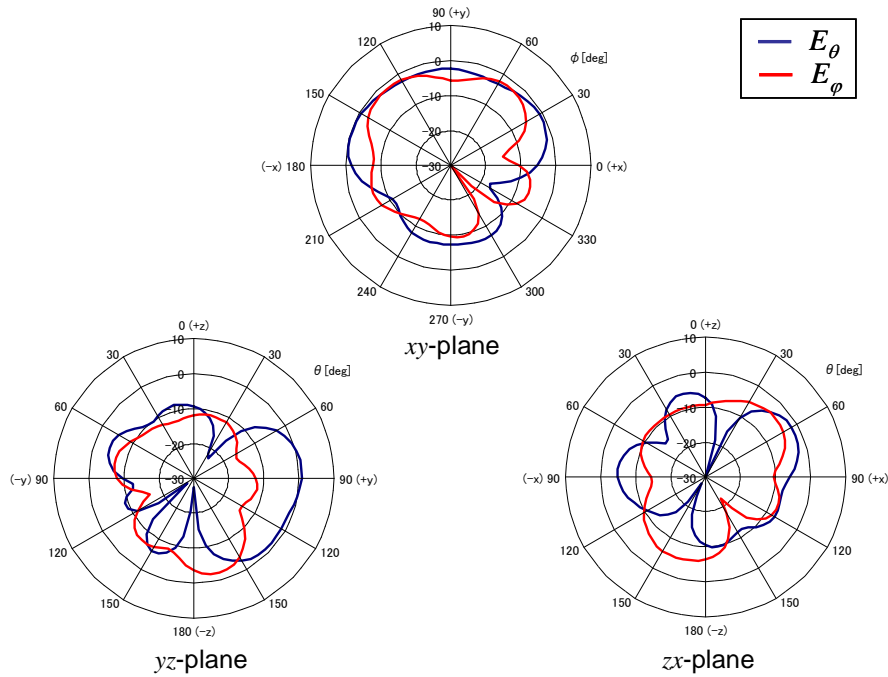 90 (+y)
10
120
60
φ [deg]
0
150
30
-10
-20
(-x) 180
-30
0 (+x)
210
330
240
300
270 (-y)
xy-plane
E_θ
E_φ
0 (+z)
10
30
30
θ [deg]
0
60
60
-10
-20
(-y) 90
-30
90 (+y)
120
120
150
150
180 (-z)
yz-plane
0 (+z)
10
30
30
θ [deg]
0
60
60
-10
-20
(-x) 90
-30
90 (+x)
120
120
150
150
180 (-z)
zx-plane